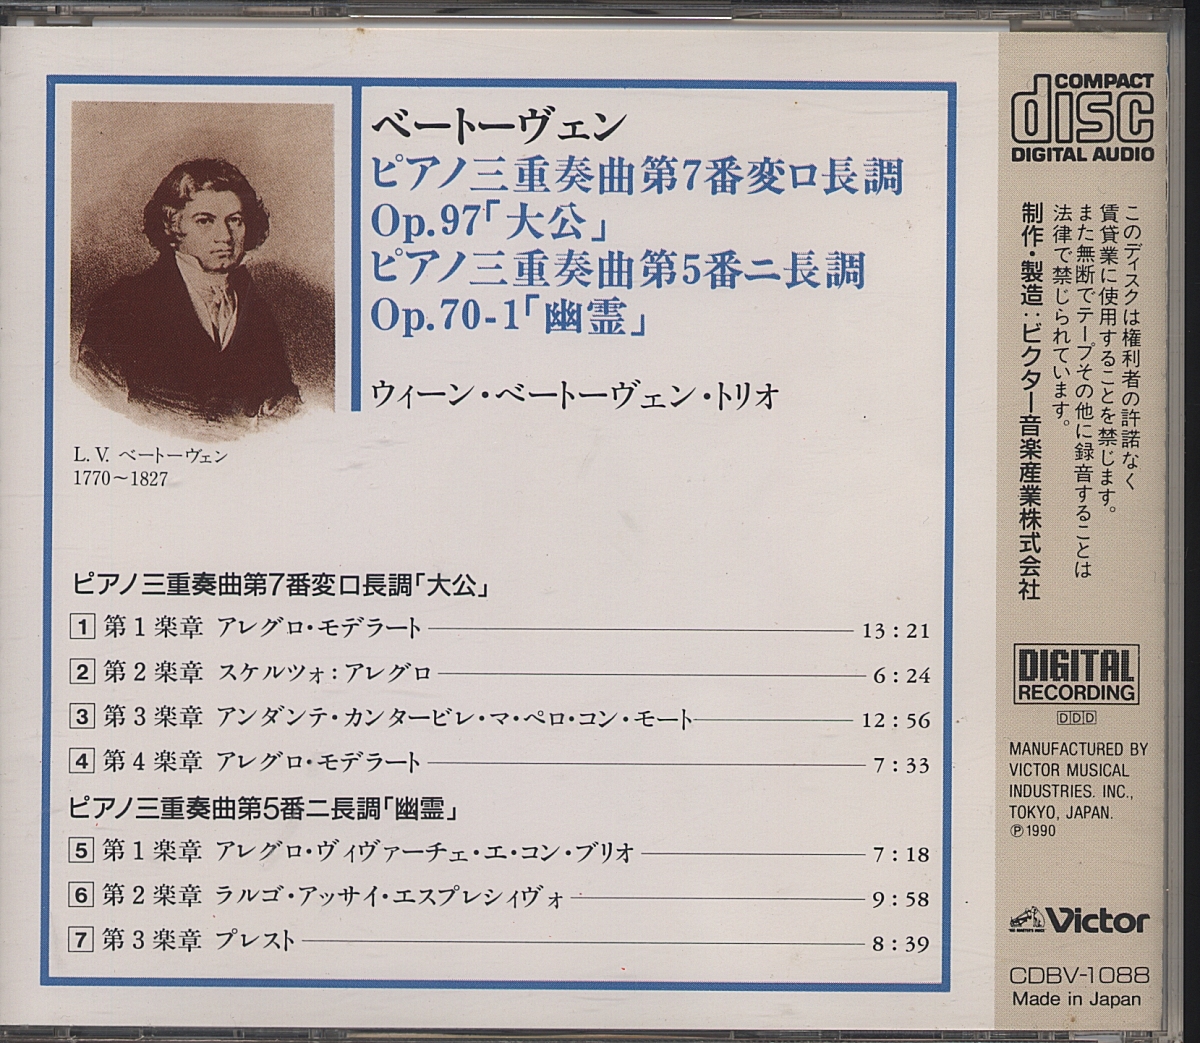 ベートーヴェン
ピアノ三重奏曲第7番変ロ長調
Op.97「大公」
ピアノ三重奏曲第5番ニ長調
Op.70-1「幽霊」
ウィーン・ベートーヴェン・トリオ
L. V. ベートーヴェン
1770〜1827
ピアノ三重奏曲第7番変ロ長調「大公」
1 第1楽章 アレグロ・モデラート 13:21
2 第2楽章 スケルツォ:アレグロ 6:24
3 第3楽章 アンダンテ・カンタービレ・マ・ペロ・コン・モート 12:56
4 第4楽章 アレグロ・モデラート 7:33
ピアノ三重奏曲第5番ニ長調「幽霊」
5 第1楽章 アレグロ・ヴィヴァーチェ・エ・コン・ブリオ 7:18
6 第2楽章 ラルゴ・アッサイ・エスプレシィヴォ 9:58
7 第3楽章 プレスト 8:39
COMPACT
disc
DIGITAL AUDIO
このディスクは権利者の許諾なく
賃貸業に使用することを禁じます。
また無断でテープその他に録音することは
法律で禁じられています。
制作・製造:ビクター音楽産業株式会社
DIGITAL
RECORDING
DDD
MANUFACTURED BY
VICTOR MUSICAL
INDUSTRIES. INC.,
TOKYO, JAPAN.
℗1990
Victor
CDBV-1088
Made in Japan